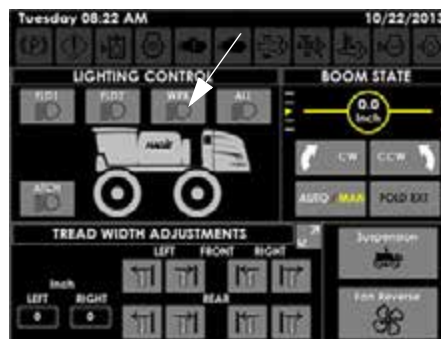 Tuesday 08:22 AM 10/22/2013
LIGHTING CONTROL
FLD1 FLD2 WRK ALL
HAGIE
ATCH
BOOM STATE
0.0
Inch
CW CCW
AUTO / MAN FOLD EXT
TREAD WIDTH ADJUSTMENTS
LEFT FRONT RIGHT
Inch
LEFT RIGHT
REAR
0 0
Suspension
Fan Reverse